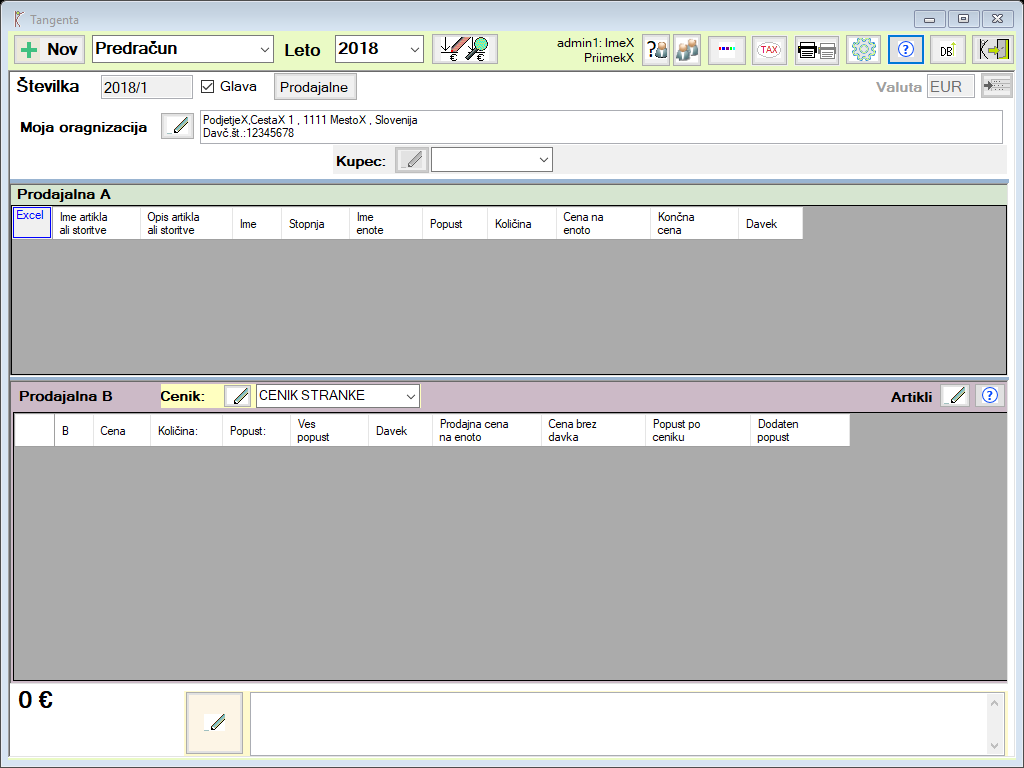 Tangenta
Nov
Predračun
Leto
2018
admin1: ImeX
PriimekX
TAX
DB
Številka
2018/1
Glava
Prodajalne
Valuta
EUR
Moja oragnizacija
PodjetjeX,CestaX 1 , 1111 MestoX , Slovenija
Davč.št.:12345678
Kupec:
Prodajalna A
Excel
Ime artikla
ali storitve
Opis artikla
ali storitve
Ime
Stopnja
Ime
enote
Popust
Količina
Cena na
enoto
Končna
cena
Davek
Prodajalna B
Cenik:
CENIK STRANKE
Artikli
B
Cena
Količina:
Popust:
Ves
popust
Davek
Prodajna cena
na enoto
Cena brez
davka
Popust po
ceniku
Dodaten
popust
0 €